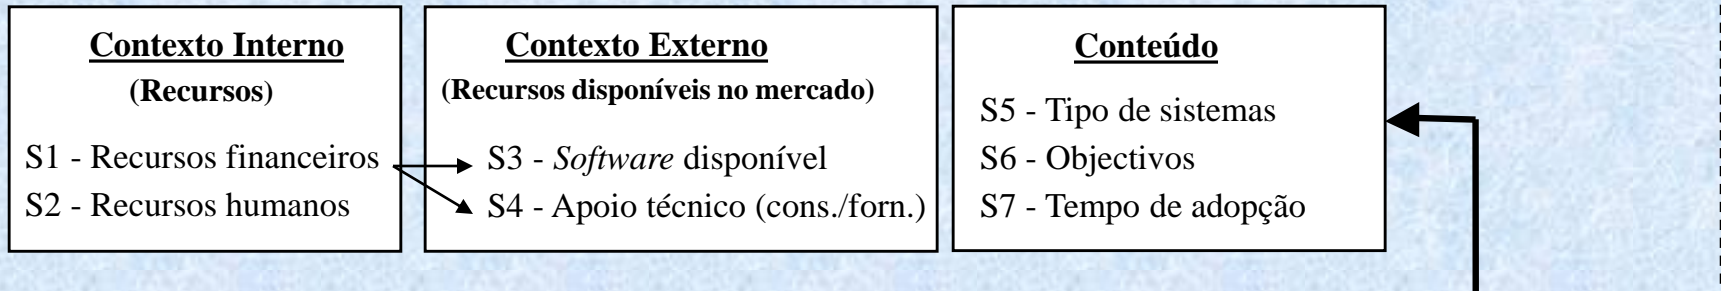 Contexto Interno
(Recursos)
S1 - Recursos financeiros
S2 - Recursos humanos
Contexto Externo
(Recursos disponíveis no mercado)
S3 - Software disponível
S4 - Apoio técnico (cons./forn.)
Conteúdo
S5 - Tipo de sistemas
S6 - Objectivos
S7 - Tempo de adopção